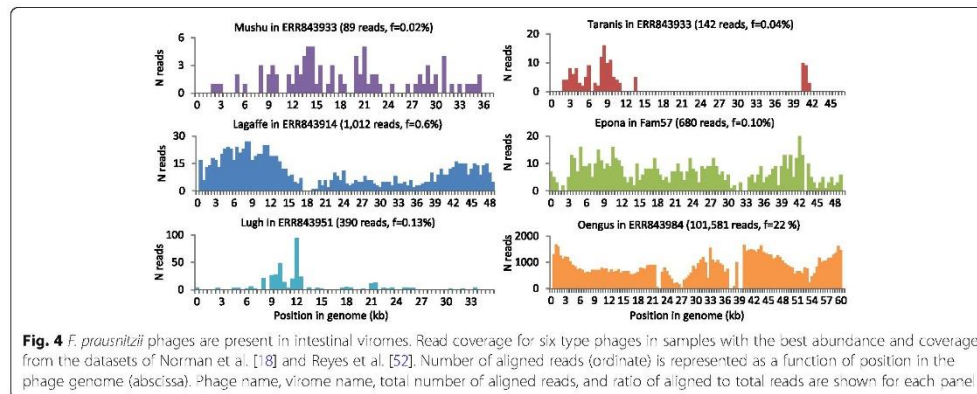 Mushu in ERR843933 (89 reads, f=0.02%)
N reads
6
3
0
0 3 6 9 12 15 18 21 24 27 30 33 36
Taranis in ERR843933 (142 reads, f=0.04%)
N reads
20
10
0
0 3 6 9 12 15 18 21 24 27 30 33 36 39 42 45
Lagaffe in ERR843914 (1,012 reads, f=0.6%)
N reads
30
15
0
0 3 6 9 12 15 18 21 24 27 30 33 36 39 42 45 48
Epona in Fam57 (680 reads, f=0.10%)
N reads
20
10
0
0 3 6 9 12 15 18 21 24 27 30 33 36 39 42 45 48
Lugh in ERR843951 (390 reads, f=0.13%)
N reads
100
50
0
0 3 6 9 12 15 18 21 24 27 30 33
Position in genome (kb)
Oengus in ERR843984 (101,581 reads, f=22 %)
N reads
2000
1000
0
0 3 6 9 12 15 18 21 24 27 30 33 36 39 42 45 48 51 54 57 60
Position in genome (kb)
Fig. 4 F. prausnitzii phages are present in intestinal viromes. Read coverage for six type phages in samples with the best abundance and coverage
from the datasets of Norman et al. [18] and Reyes et al. [52]. Number of aligned reads (ordinate) is represented as a function of position in the
phage genome (abscissa). Phage name, virome name, total number of aligned reads, and ratio of aligned to total reads are shown for each panel